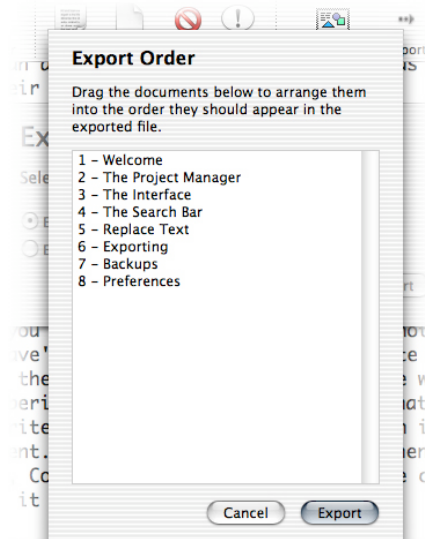 Export Order
Drag the documents below to arrange them
into the order they should appear in the
exported file.
1 – Welcome
2 – The Project Manager
3 – The Interface
4 – The Search Bar
5 – Replace Text
6 – Exporting
7 – Backups
8 – Preferences
Cancel
Export